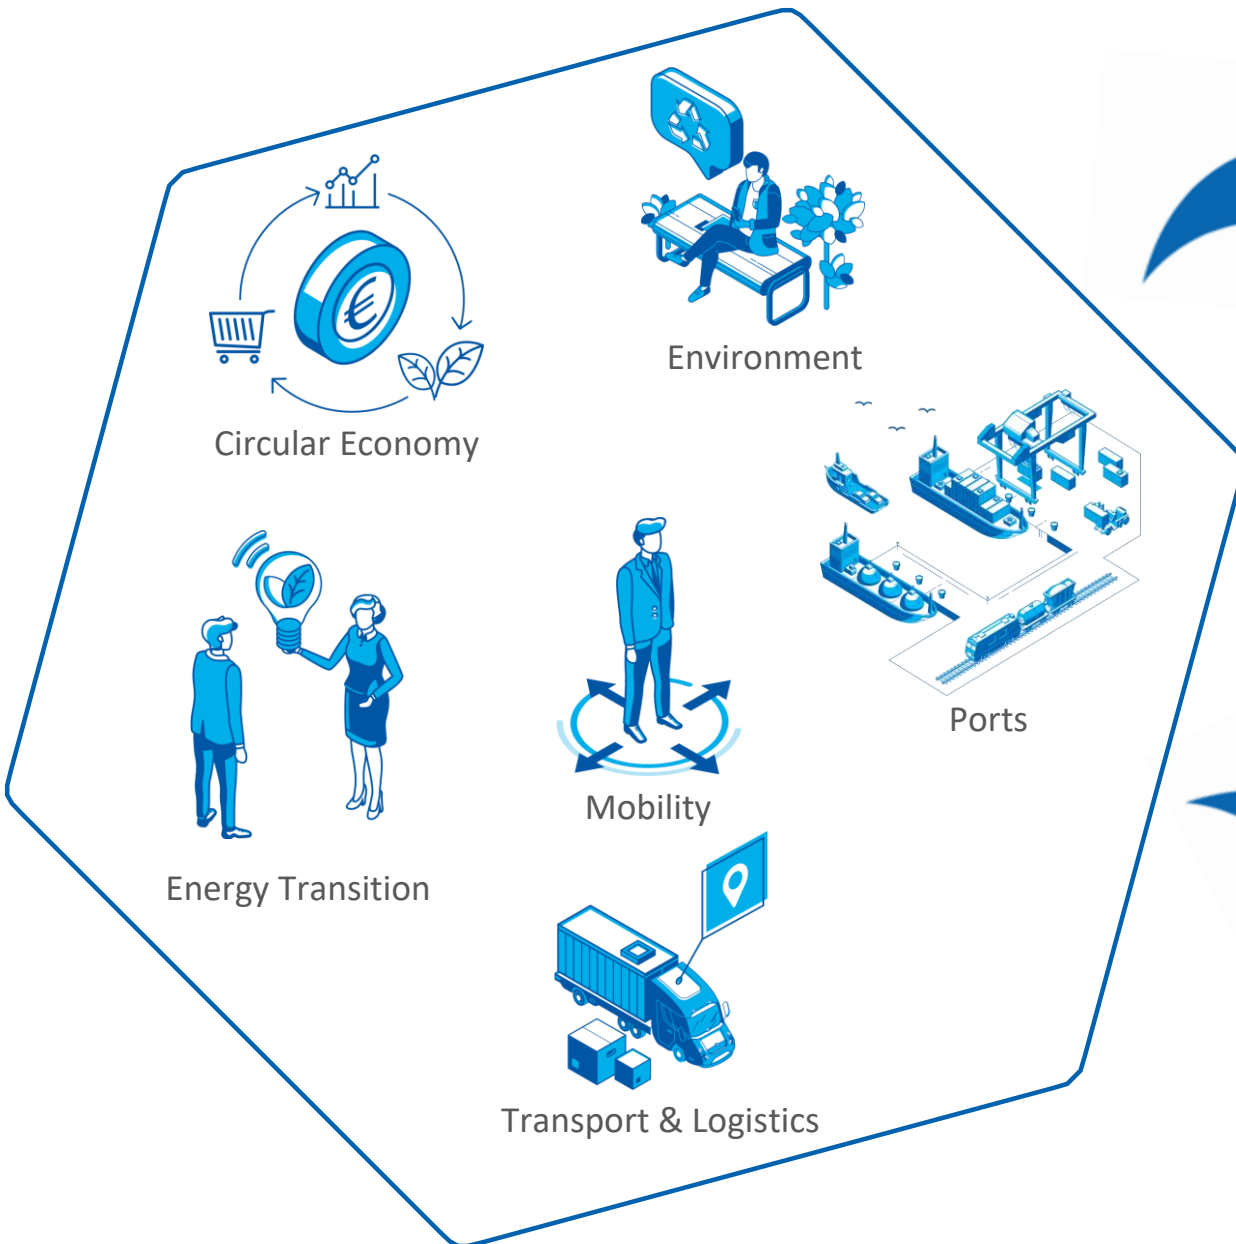 Environment
Circular Economy
€
Ports
Mobility
Energy Transition
Transport & Logistics